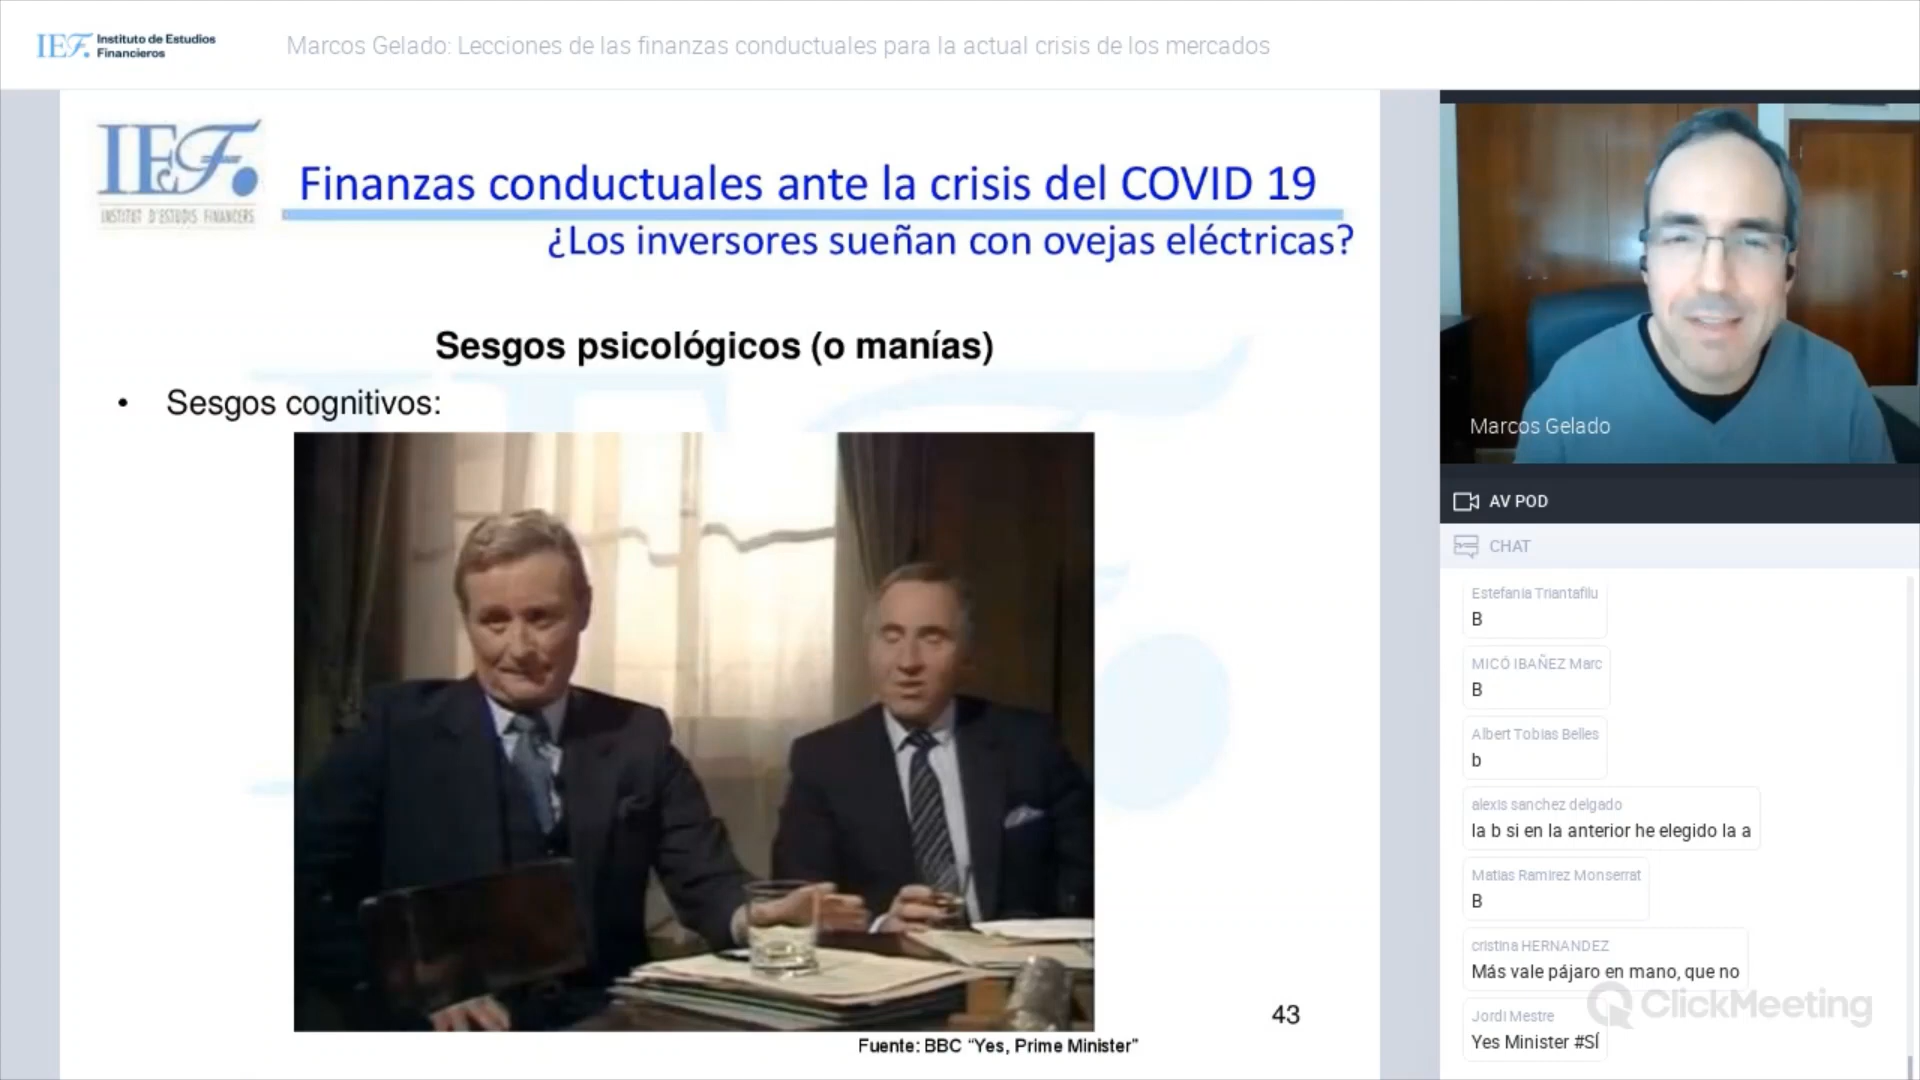 IEF. Instituto de Estudios
Financieros
Marcos Gelado: Lecciones de las finanzas conductuales para la actual crisis de los mercados
IEF.
INSTITUT D'ESTUDIS FINANCERS
Finanzas conductuales ante la crisis del COVID 19
¿Los inversores sueñan con ovejas eléctricas?
Sesgos psicológicos (o manías)
• Sesgos cognitivos:
43
Fuente: BBC “Yes, Prime Minister”
Marcos Gelado
AV POD
CHAT
Estefania Triantafilu
B
MICÓ IBAÑEZ Marc
B
Albert Tobias Belles
b
alexis sanchez delgado
la b si en la anterior he elegido la a
Matias Ramirez Monserrat
B
cristina HERNANDEZ
Más vale pájaro en mano, que no
Jordi Mestre
Yes Minister #SÍ
ClickMeeting